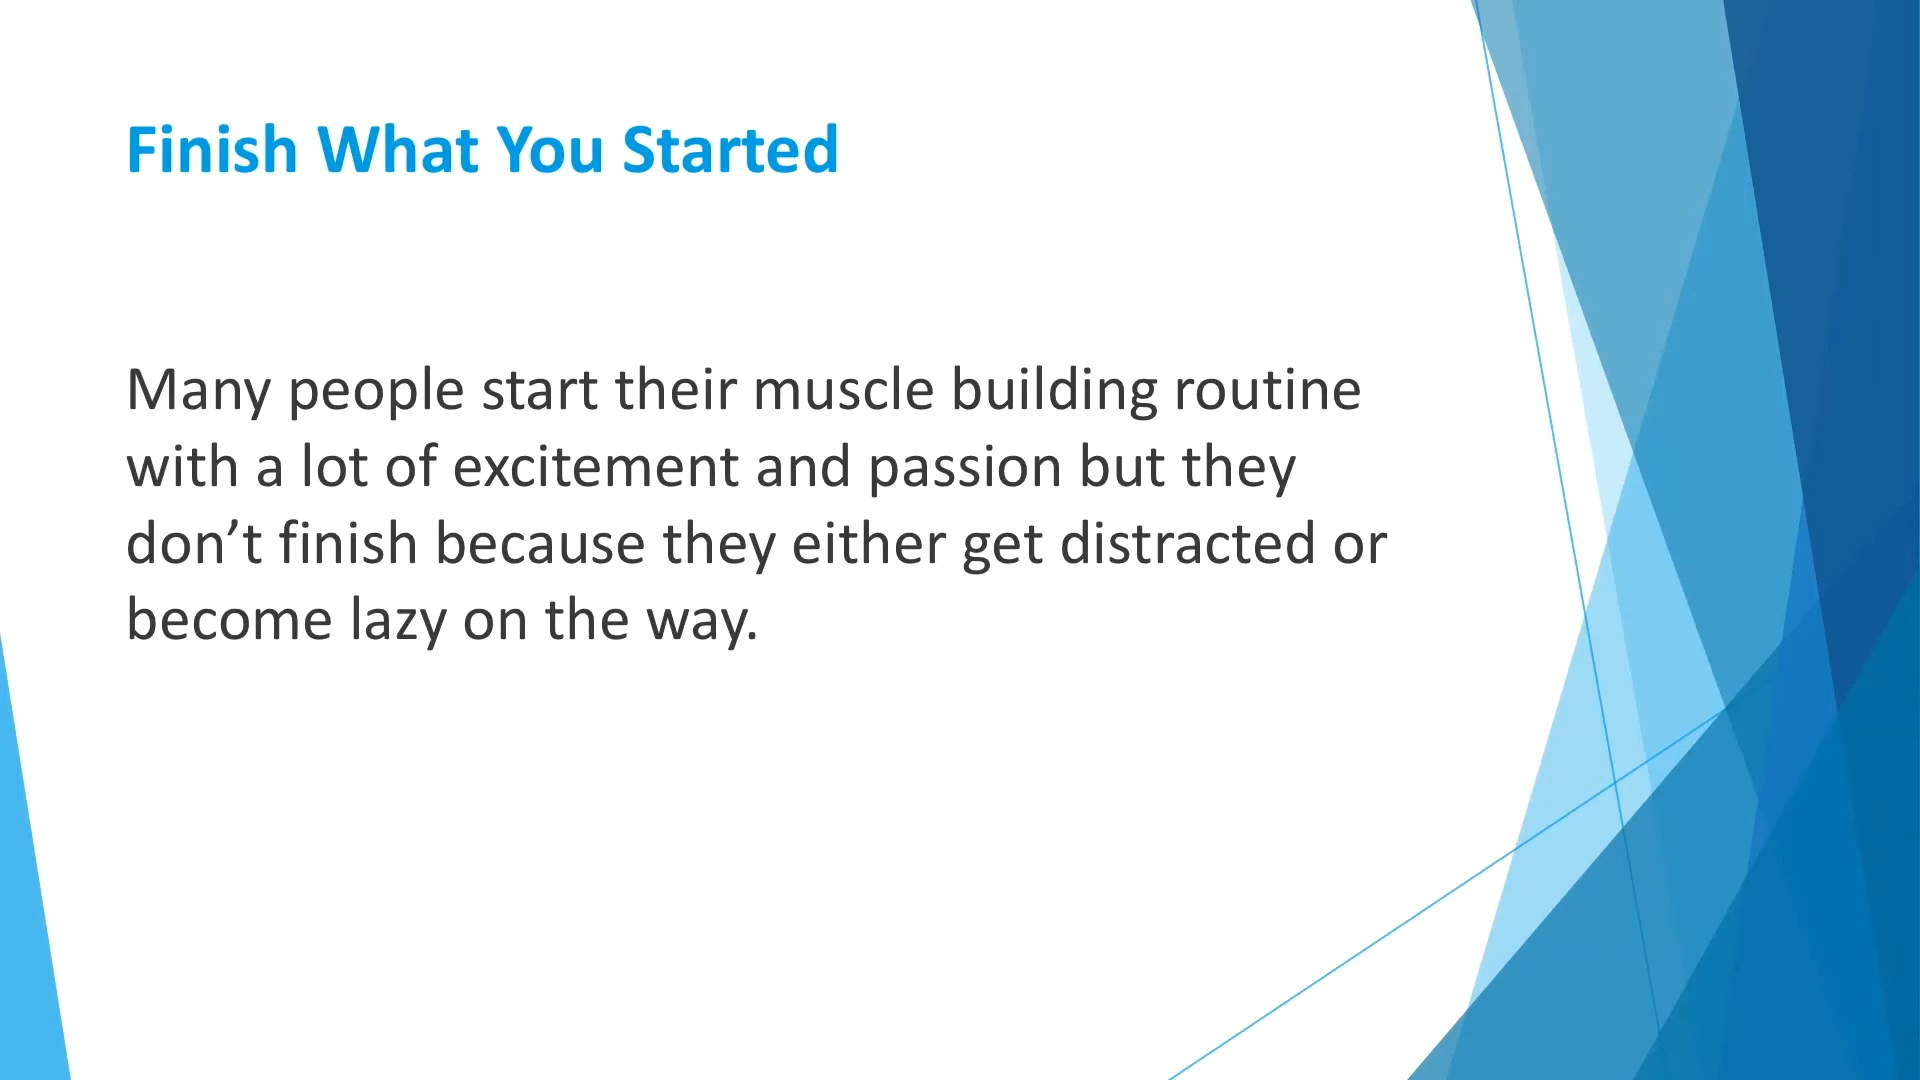 Finish What You Started
Many people start their muscle building routine
with a lot of excitement and passion but they
don’t finish because they either get distracted or
become lazy on the way.